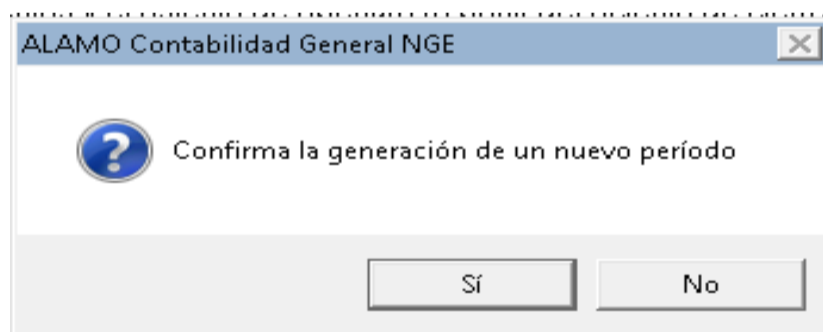 ALAMO Contabilidad General NGE
Confirma la generación de un nuevo período
Sí
No